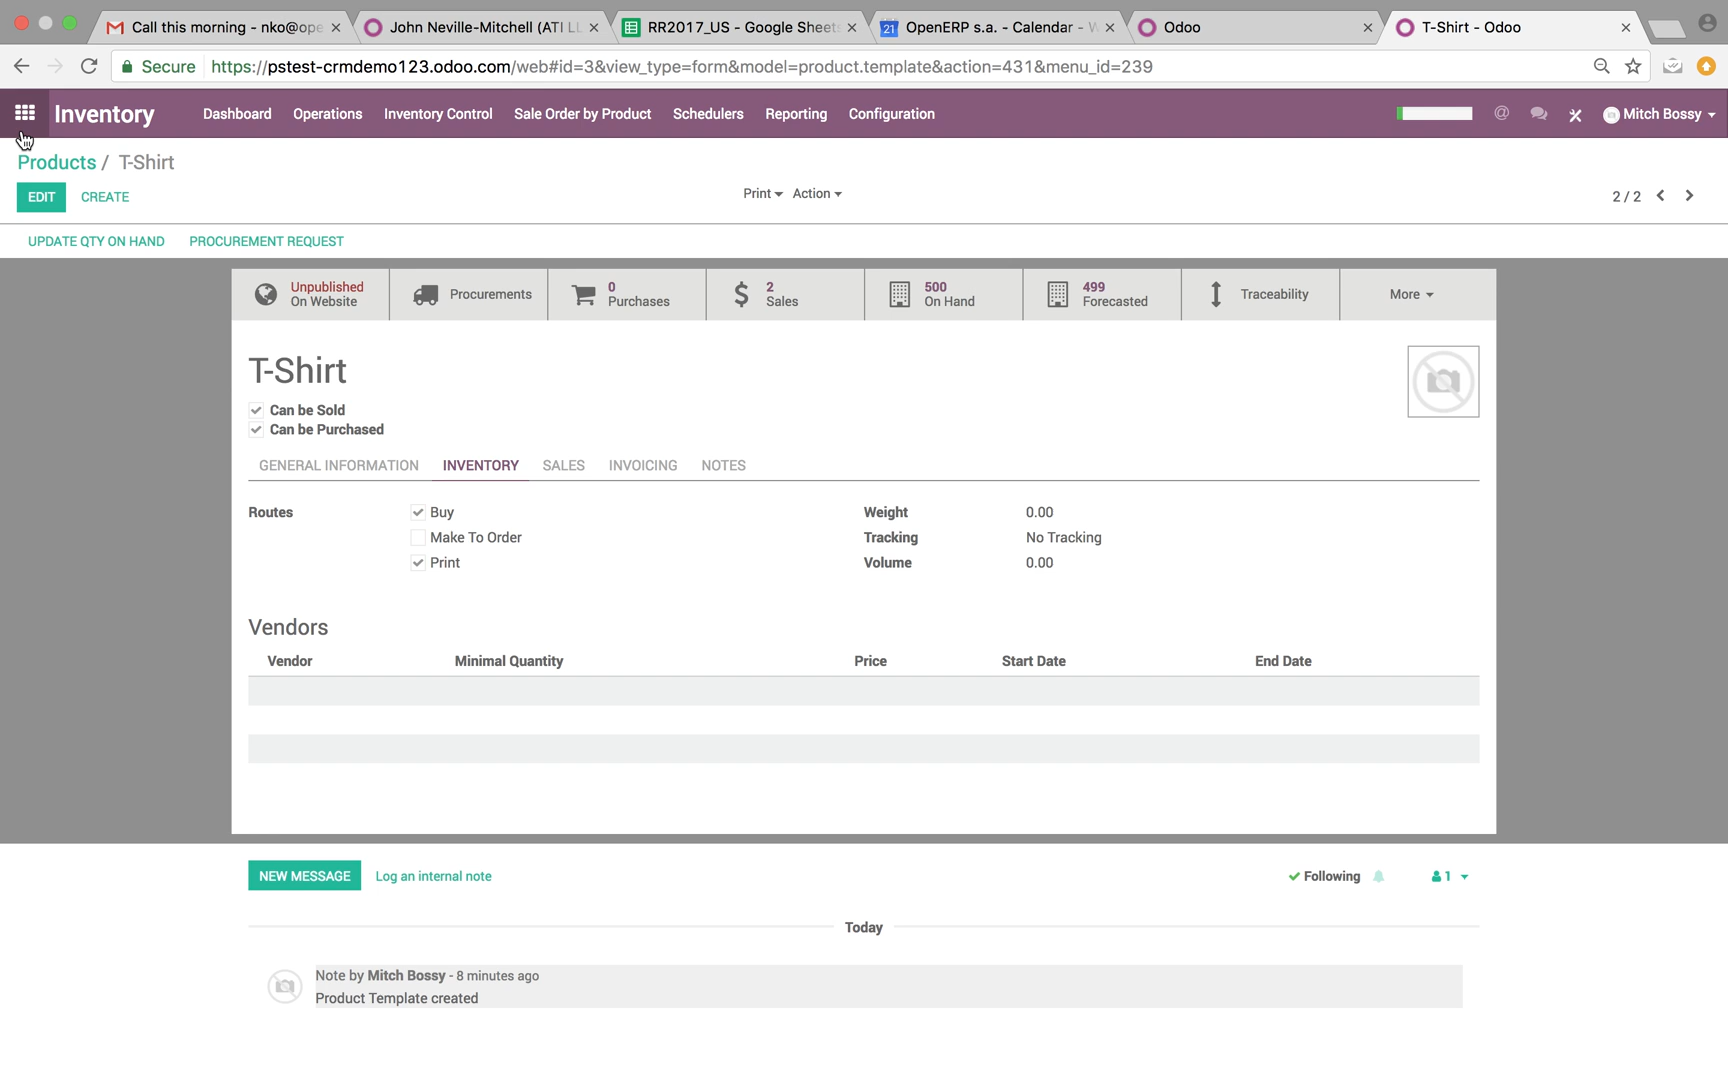 Call this morning - nko@ope
John Neville-Mitchell (ATI LL
RR2017_US - Google Sheets
OpenERP s.a. - Calendar - W
Odoo
T-Shirt - Odoo
Secure https://pstest-crmdemo123.odoo.com/web#id=3&view_type=form&model=product.template&action=431&menu_id=239
Inventory Dashboard Operations Inventory Control Sale Order by Product Schedulers Reporting Configuration @ Mitch Bossy
Products / T-Shirt
EDIT CREATE Print Action 2 / 2
UPDATE QTY ON HAND PROCUREMENT REQUEST
Unpublished
On Website
Procurements
0
Purchases
2
Sales
500
On Hand
499
Forecasted
Traceability
More
T-Shirt
Can be Sold
Can be Purchased
GENERAL INFORMATION INVENTORY SALES INVOICING NOTES
Routes Buy Weight 0.00
Make To Order Tracking No Tracking
Print Volume 0.00
Vendors
Vendor Minimal Quantity Price Start Date End Date
NEW MESSAGE Log an internal note Following 1
Today
Note by Mitch Bossy - 8 minutes ago
Product Template created